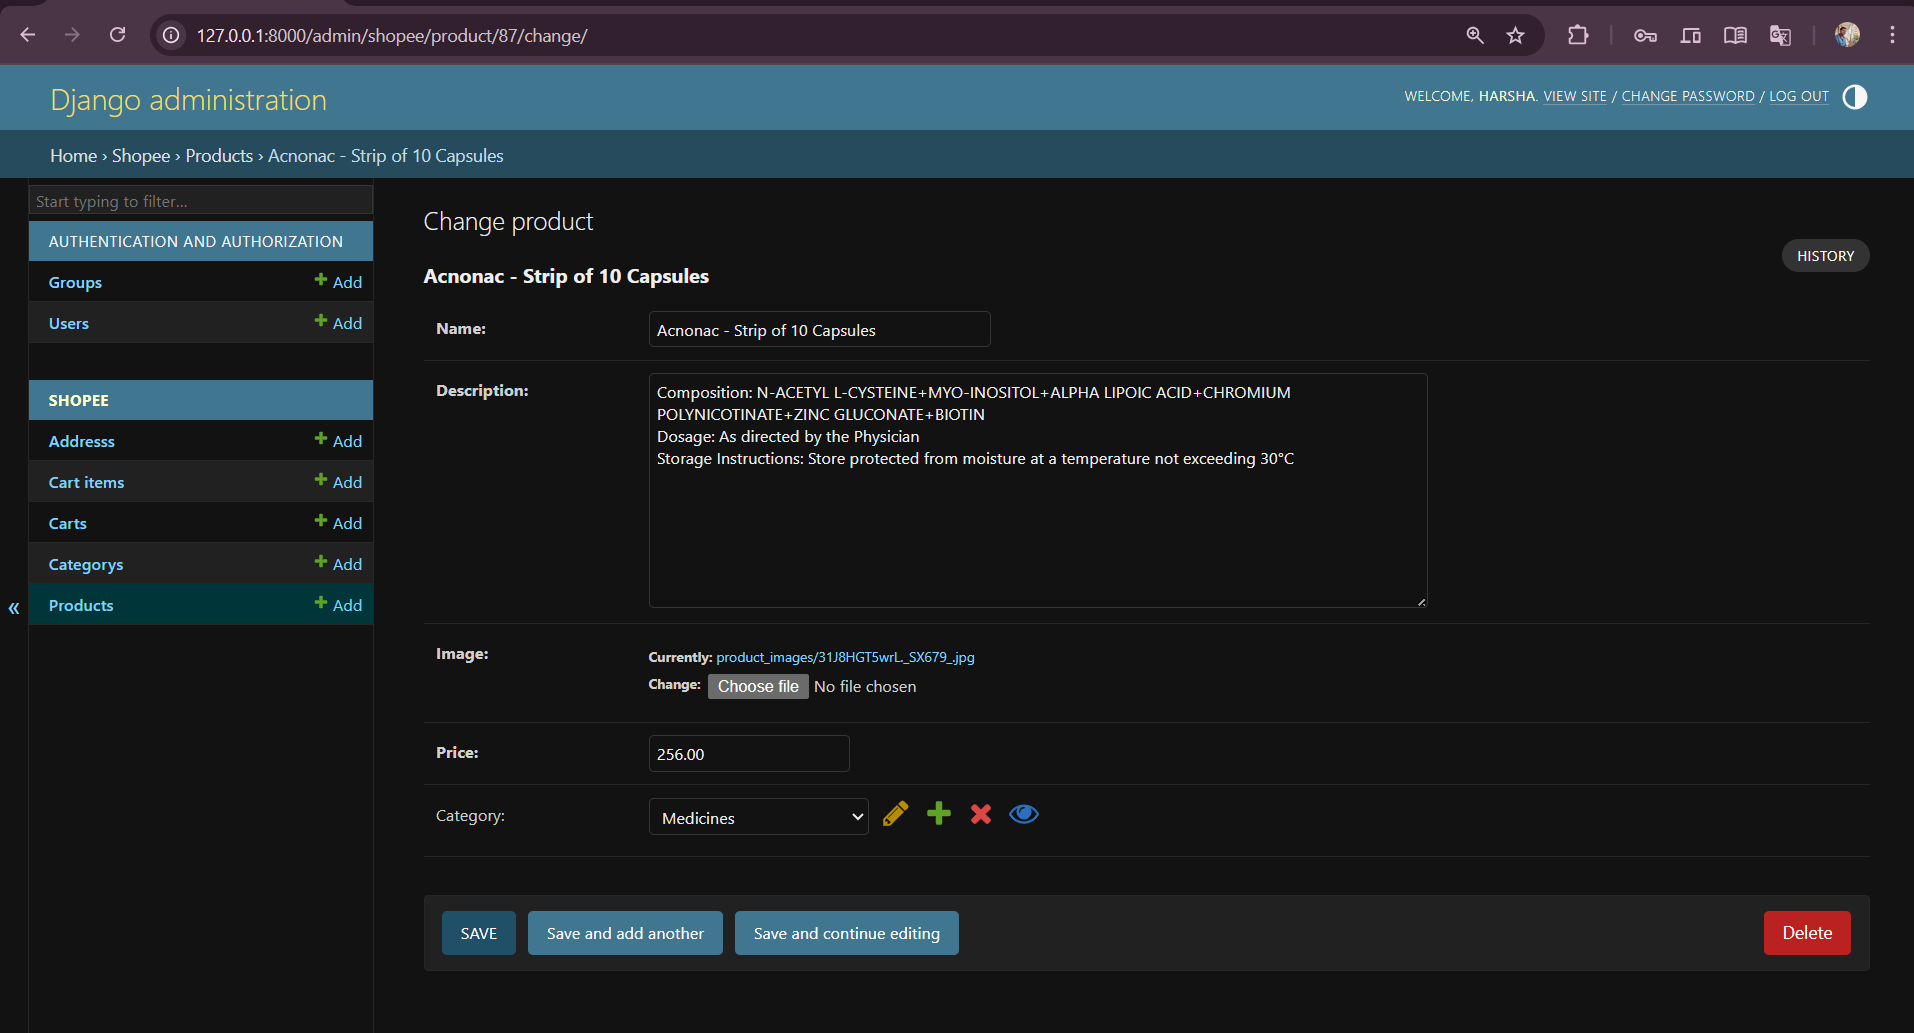 127.0.0.1:8000/admin/shopee/product/87/change/
Django administration
WELCOME, HARSHA. VIEW SITE / CHANGE PASSWORD / LOG OUT
Home › Shopee › Products › Acnonac - Strip of 10 Capsules
Start typing to filter...
AUTHENTICATION AND AUTHORIZATION
Groups + Add
Users + Add
SHOPEE
Addresss + Add
Cart items + Add
Carts + Add
Categorys + Add
Products + Add
«
Change product
HISTORY
Acnonac - Strip of 10 Capsules
Name: Acnonac - Strip of 10 Capsules
Description: Composition: N-ACETYL L-CYSTEINE+MYO-INOSITOL+ALPHA LIPOIC ACID+CHROMIUM
POLYNICOTINATE+ZINC GLUCONATE+BIOTIN
Dosage: As directed by the Physician
Storage Instructions: Store protected from moisture at a temperature not exceeding 30°C
Image: Currently: product_images/31J8HGT5wrL._SX679_.jpg
Change: Choose file No file chosen
Price: 256.00
Category: Medicines
SAVE Save and add another Save and continue editing Delete